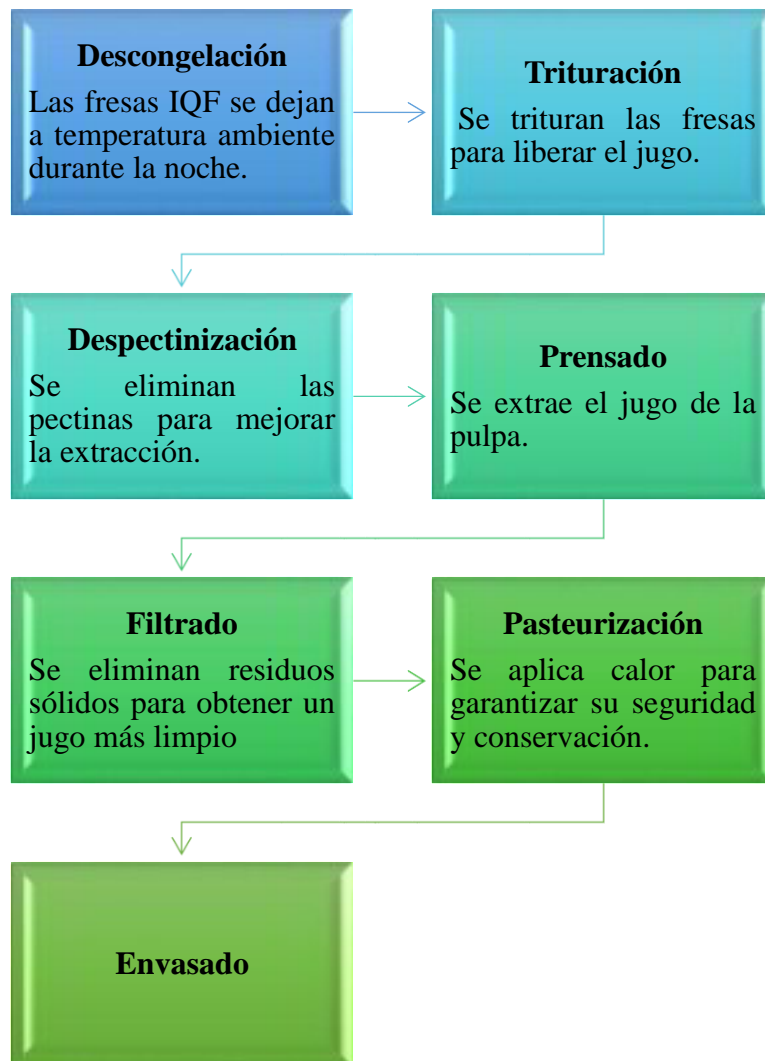 Descongelación
Las fresas IQF se dejan
a temperatura ambiente
durante la noche.
Trituración
Se trituran las fresas
para liberar el jugo.
Despectinización
Se eliminan las
pectinas para mejorar
la extracción.
Prensado
Se extrae el jugo de la
pulpa.
Filtrado
Se eliminan residuos
sólidos para obtener un
jugo más limpio
Pasteurización
Se aplica calor para
garantizar su seguridad
y conservación.
Envasado